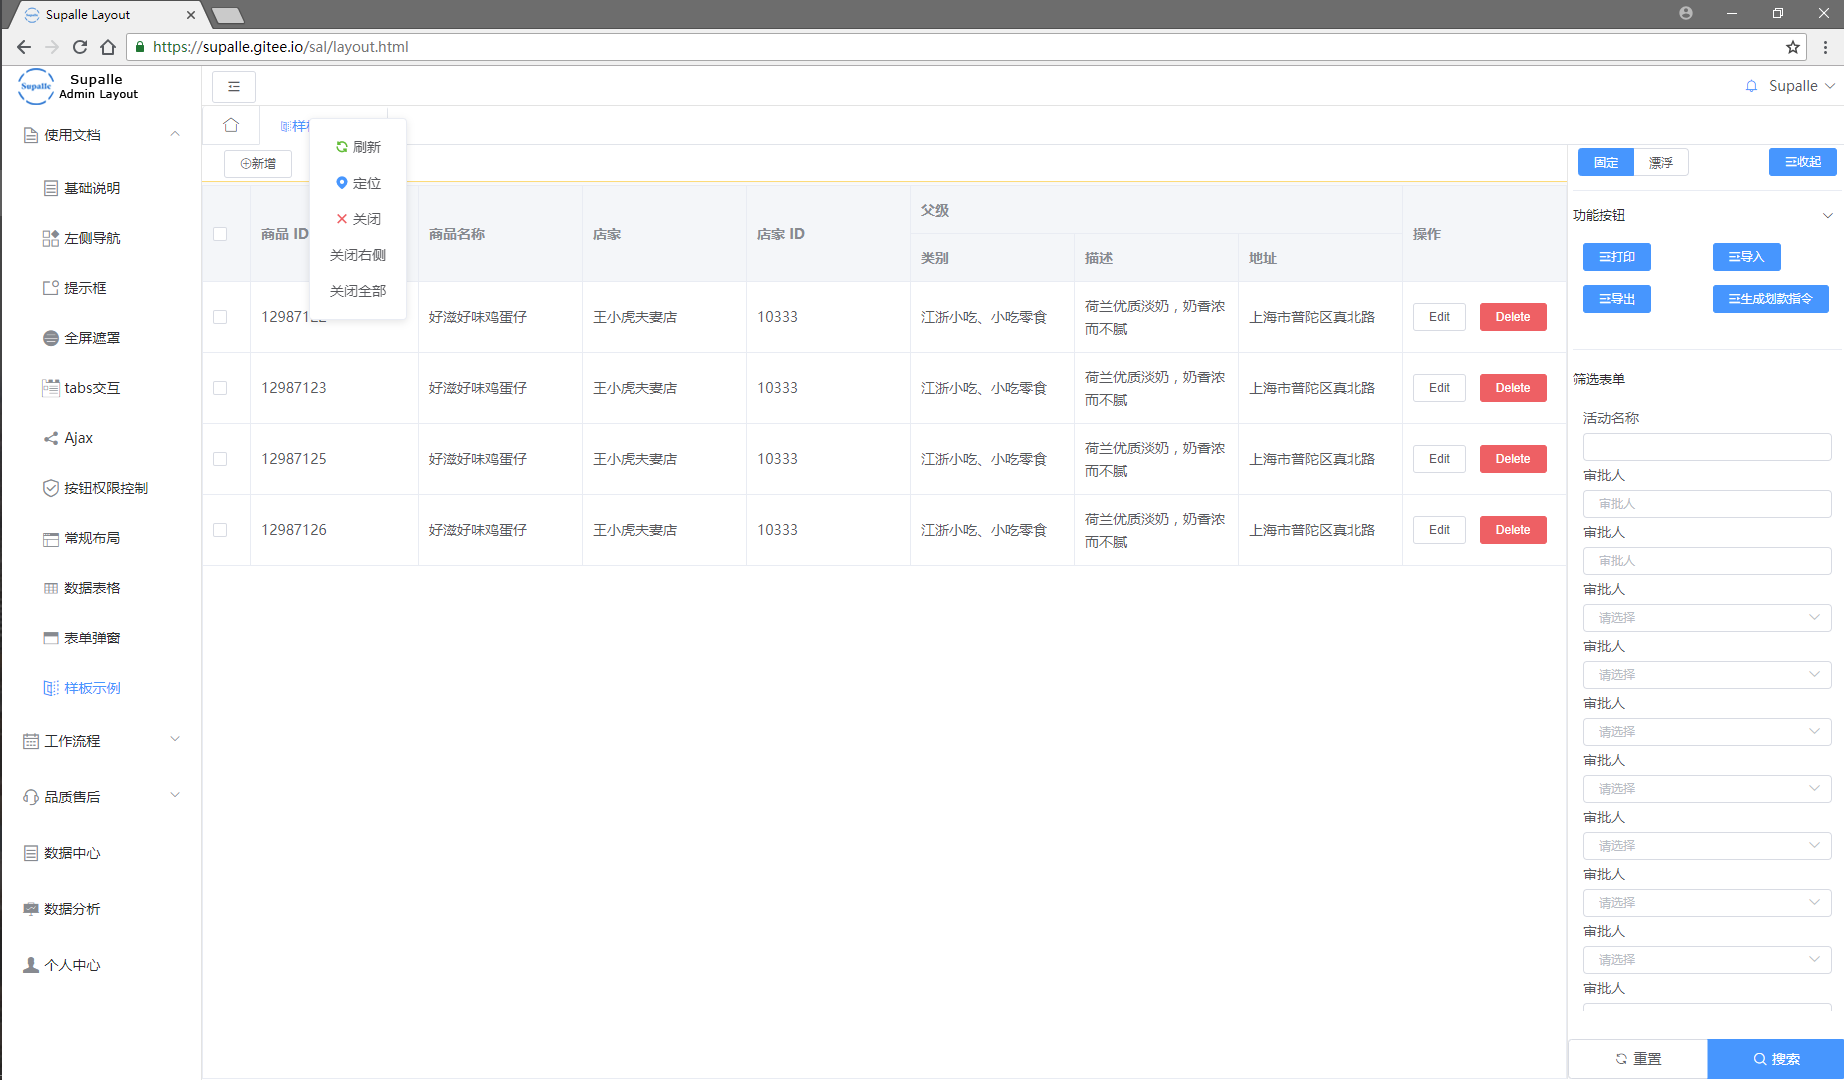 Supalle Layout
https://supalle.gitee.io/sal/layout.html
Supalle
Supalle
Admin Layout
Supalle
使用文档
基础说明
左侧导航
提示框
全屏遮罩
tabs交互
Ajax
按钮权限控制
常规布局
数据表格
表单弹窗
样板示例
工作流程
品质售后
数据中心
数据分析
个人中心
样
刷新
定位
关闭
关闭右侧
关闭全部
新增
商品 ID 商品名称 店家 店家 ID 父级 操作
类别 描述 地址
12987122 好滋好味鸡蛋仔 王小虎夫妻店 10333 江浙小吃、小吃零食 荷兰优质淡奶，奶香浓 上海市普陀区真北路 Edit Delete
而不腻
12987123 好滋好味鸡蛋仔 王小虎夫妻店 10333 江浙小吃、小吃零食 荷兰优质淡奶，奶香浓 上海市普陀区真北路 Edit Delete
而不腻
12987125 好滋好味鸡蛋仔 王小虎夫妻店 10333 江浙小吃、小吃零食 荷兰优质淡奶，奶香浓 上海市普陀区真北路 Edit Delete
而不腻
12987126 好滋好味鸡蛋仔 王小虎夫妻店 10333 江浙小吃、小吃零食 荷兰优质淡奶，奶香浓 上海市普陀区真北路 Edit Delete
而不腻
固定 漂浮 收起
功能按钮
打印 导入
导出 生成划款指令
筛选表单
活动名称
审批人
审批人
审批人
审批人
审批人
请选择
审批人
请选择
审批人
请选择
审批人
请选择
审批人
请选择
审批人
请选择
审批人
请选择
审批人
重置 搜索